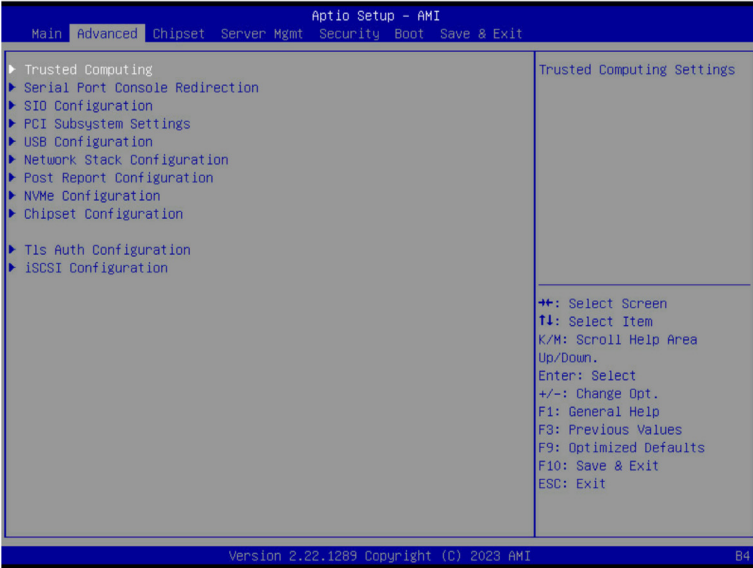 Aptio Setup - AMI
Main Advanced Chipset Server Mgmt Security Boot Save & Exit
Trusted Computing
Serial Port Console Redirection
SIO Configuration
PCI Subsystem Settings
USB Configuration
Network Stack Configuration
Post Report Configuration
NVMe Configuration
Chipset Configuration
Tls Auth Configuration
iSCSI Configuration
Trusted Computing Settings
→←: Select Screen
↑↓: Select Item
K/M: Scroll Help Area
Up/Down.
Enter: Select
+/-: Change Opt.
F1: General Help
F3: Previous Values
F9: Optimized Defaults
F10: Save & Exit
ESC: Exit
Version 2.22.1289 Copyright (C) 2023 AMI
B4